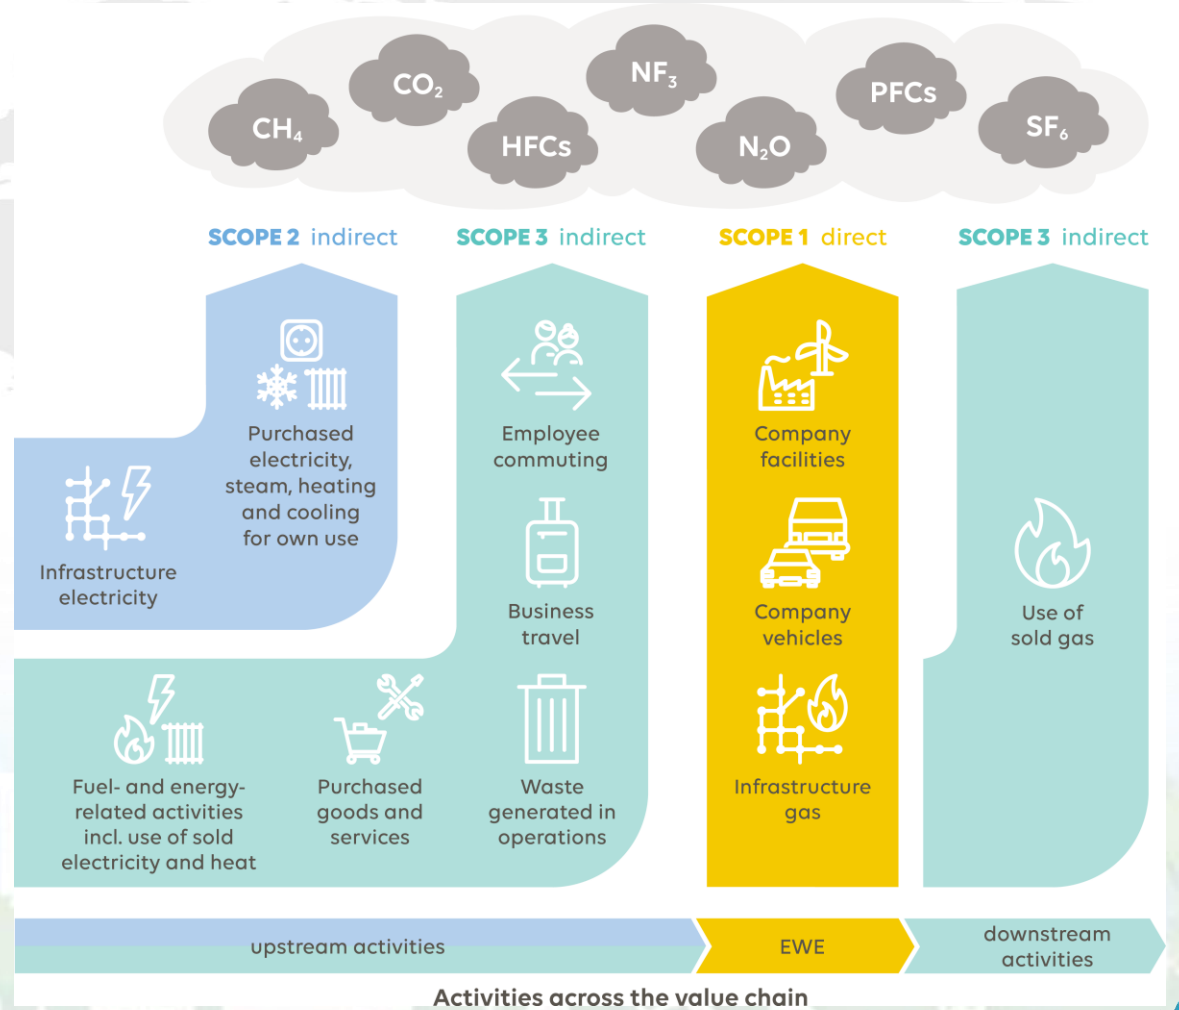 CH₄
CO₂
HFCs
NF₃
N₂O
PFCs
SF₆
SCOPE 2 indirect
SCOPE 3 indirect
SCOPE 1 direct
SCOPE 3 indirect
Purchased
electricity,
steam, heating
and cooling
for own use
Infrastructure
electricity
Employee
commuting
Business
travel
Fuel- and energy-
related activities
incl. use of sold
electricity and heat
Purchased
goods and
services
Waste
generated in
operations
Company
facilities
Company
vehicles
Infrastructure
gas
Use of
sold gas
upstream activities
EWE
downstream
activities
Activities across the value chain